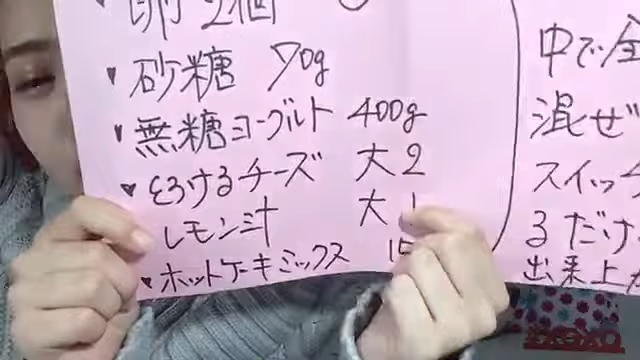 卵 2個
砂糖 70g
無糖ヨーグルト 400g
とろけるチーズ 大2
レモン汁 大1
ホットケーキミックス 15
中で全
混ぜ
スイッ
るだけ
出来上が